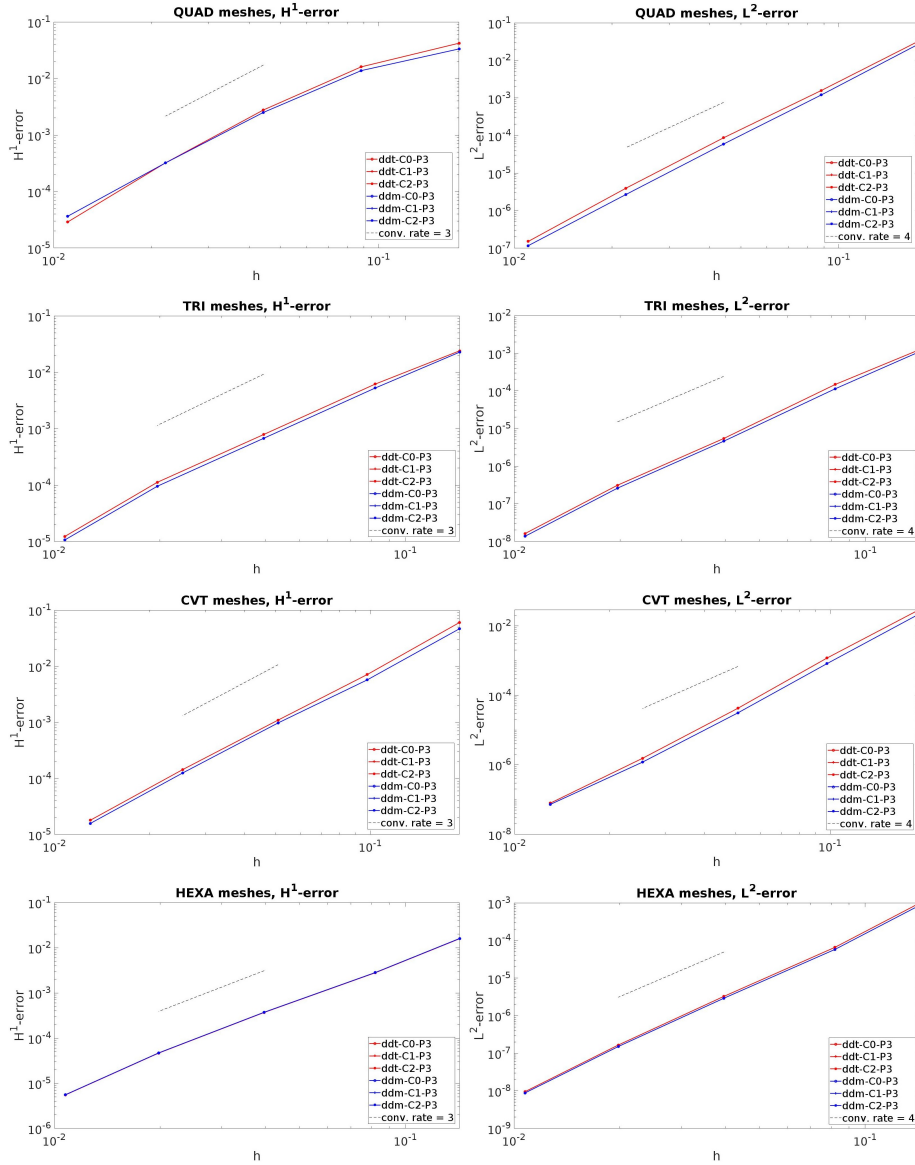 QUAD meshes, H¹-error
10⁻¹
10⁻²
10⁻³
10⁻⁴
10⁻⁵
H¹-error
ddt-C0-P3
ddt-C1-P3
ddt-C2-P3
ddm-C0-P3
ddm-C1-P3
ddm-C2-P3
conv. rate = 3
10⁻² 10⁻¹
h
QUAD meshes, L²-error
10⁻¹
10⁻²
10⁻³
10⁻⁴
10⁻⁵
10⁻⁶
10⁻⁷
L²-error
ddt-C0-P3
ddt-C1-P3
ddt-C2-P3
ddm-C0-P3
ddm-C1-P3
ddm-C2-P3
conv. rate = 4
10⁻² 10⁻¹
h
TRI meshes, H¹-error
10⁻¹
10⁻²
10⁻³
10⁻⁴
10⁻⁵
H¹-error
ddt-C0-P3
ddt-C1-P3
ddt-C2-P3
ddm-C0-P3
ddm-C1-P3
ddm-C2-P3
conv. rate = 3
10⁻² 10⁻¹
h
TRI meshes, L²-error
10⁻²
10⁻³
10⁻⁴
10⁻⁵
10⁻⁶
10⁻⁷
10⁻⁸
L²-error
ddt-C0-P3
ddt-C1-P3
ddt-C2-P3
ddm-C0-P3
ddm-C1-P3
ddm-C2-P3
conv. rate = 4
10⁻² 10⁻¹
h
CVT meshes, H¹-error
10⁻¹
10⁻²
10⁻³
10⁻⁴
10⁻⁵
H¹-error
ddt-C0-P3
ddt-C1-P3
ddt-C2-P3
ddm-C0-P3
ddm-C1-P3
ddm-C2-P3
conv. rate = 3
10⁻² 10⁻¹
h
CVT meshes, L²-error
10⁻²
10⁻⁴
10⁻⁶
10⁻⁸
L²-error
ddt-C0-P3
ddt-C1-P3
ddt-C2-P3
ddm-C0-P3
ddm-C1-P3
ddm-C2-P3
conv. rate = 4
10⁻² 10⁻¹
h
HEXA meshes, H¹-error
10⁻¹
10⁻²
10⁻³
10⁻⁴
10⁻⁵
10⁻⁶
H¹-error
ddt-C0-P3
ddt-C1-P3
ddt-C2-P3
ddm-C0-P3
ddm-C1-P3
ddm-C2-P3
conv. rate = 3
10⁻² 10⁻¹
h
HEXA meshes, L²-error
10⁻³
10⁻⁴
10⁻⁵
10⁻⁶
10⁻⁷
10⁻⁸
10⁻⁹
L²-error
ddt-C0-P3
ddt-C1-P3
ddt-C2-P3
ddm-C0-P3
ddm-C1-P3
ddm-C2-P3
conv. rate = 4
10⁻² 10⁻¹
h